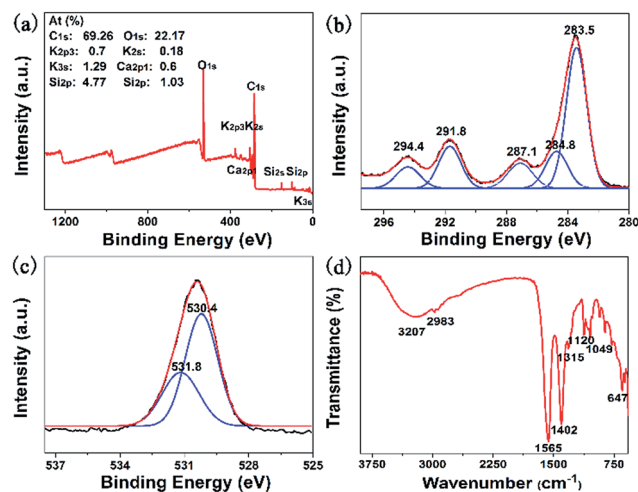 (a)
At (%)
C1s: 69.26 O1s: 22.17
K2p3: 0.7 K2s: 0.18
K3s: 1.29 Ca2p1: 0.6
Si2p: 4.77 Si2p: 1.03
O1s
C1s
K2p3K2s
Ca2p1
Si2s Si2p
K3s
Intensity (a.u.)
1200 800 400 0
Binding Energy (eV)
(b)
283.5
294.4 291.8 287.1 284.8
Intensity (a.u.)
296 292 288 284 280
Binding Energy (eV)
(c)
530.4
531.8
Intensity (a.u.)
537 534 531 528 525
Binding Energy (eV)
(d)
3207 2983
1120
1315 1049
647
1402
1565
Transmittance (%)
3750 3000 2250 1500 750
Wavenumber (cm⁻¹)